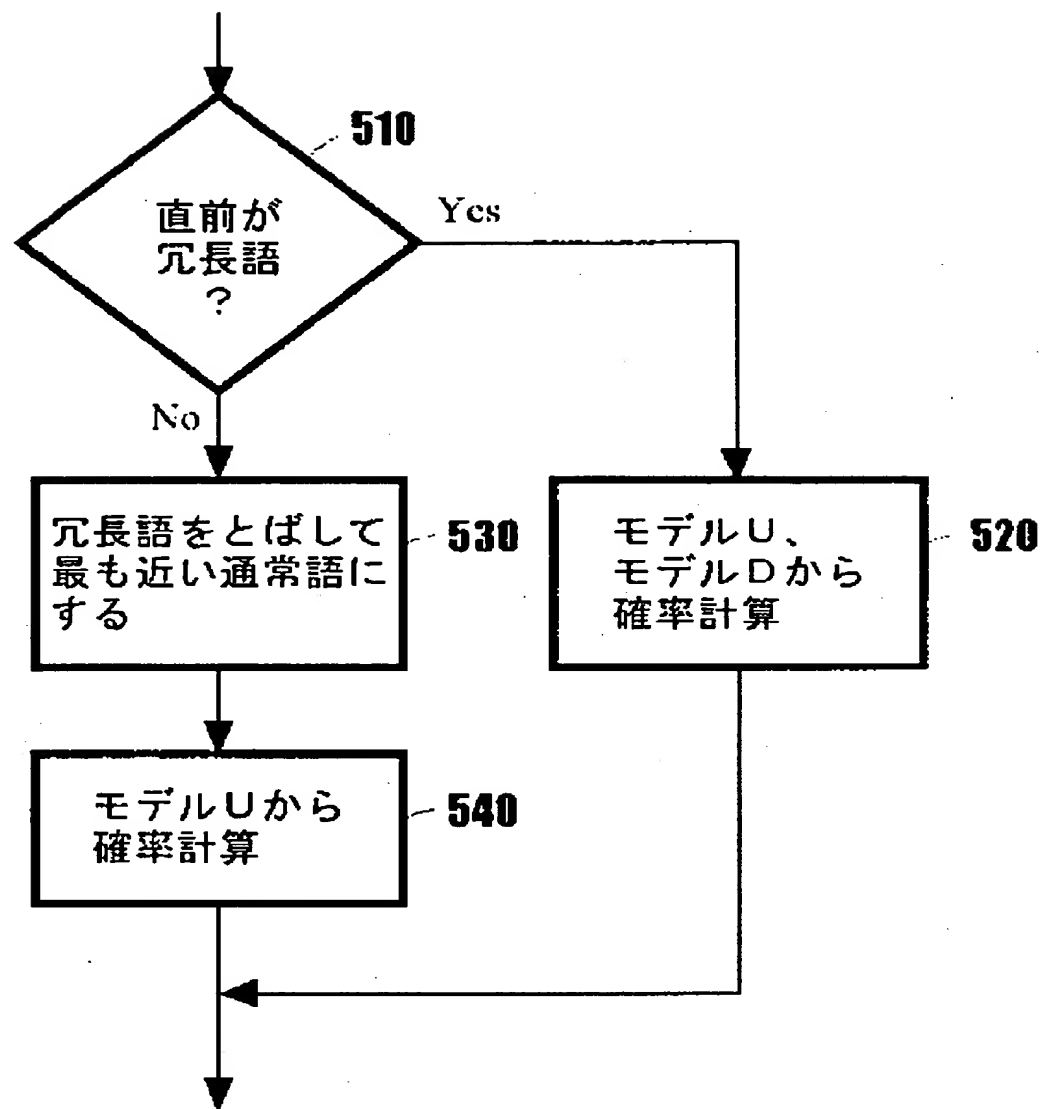 510
直前が
冗長語
?
Yes
No
冗長語をとばして
最も近い通常語に
する
530
モデルU、
モデルDから
確率計算
520
モデルUから
確率計算
540